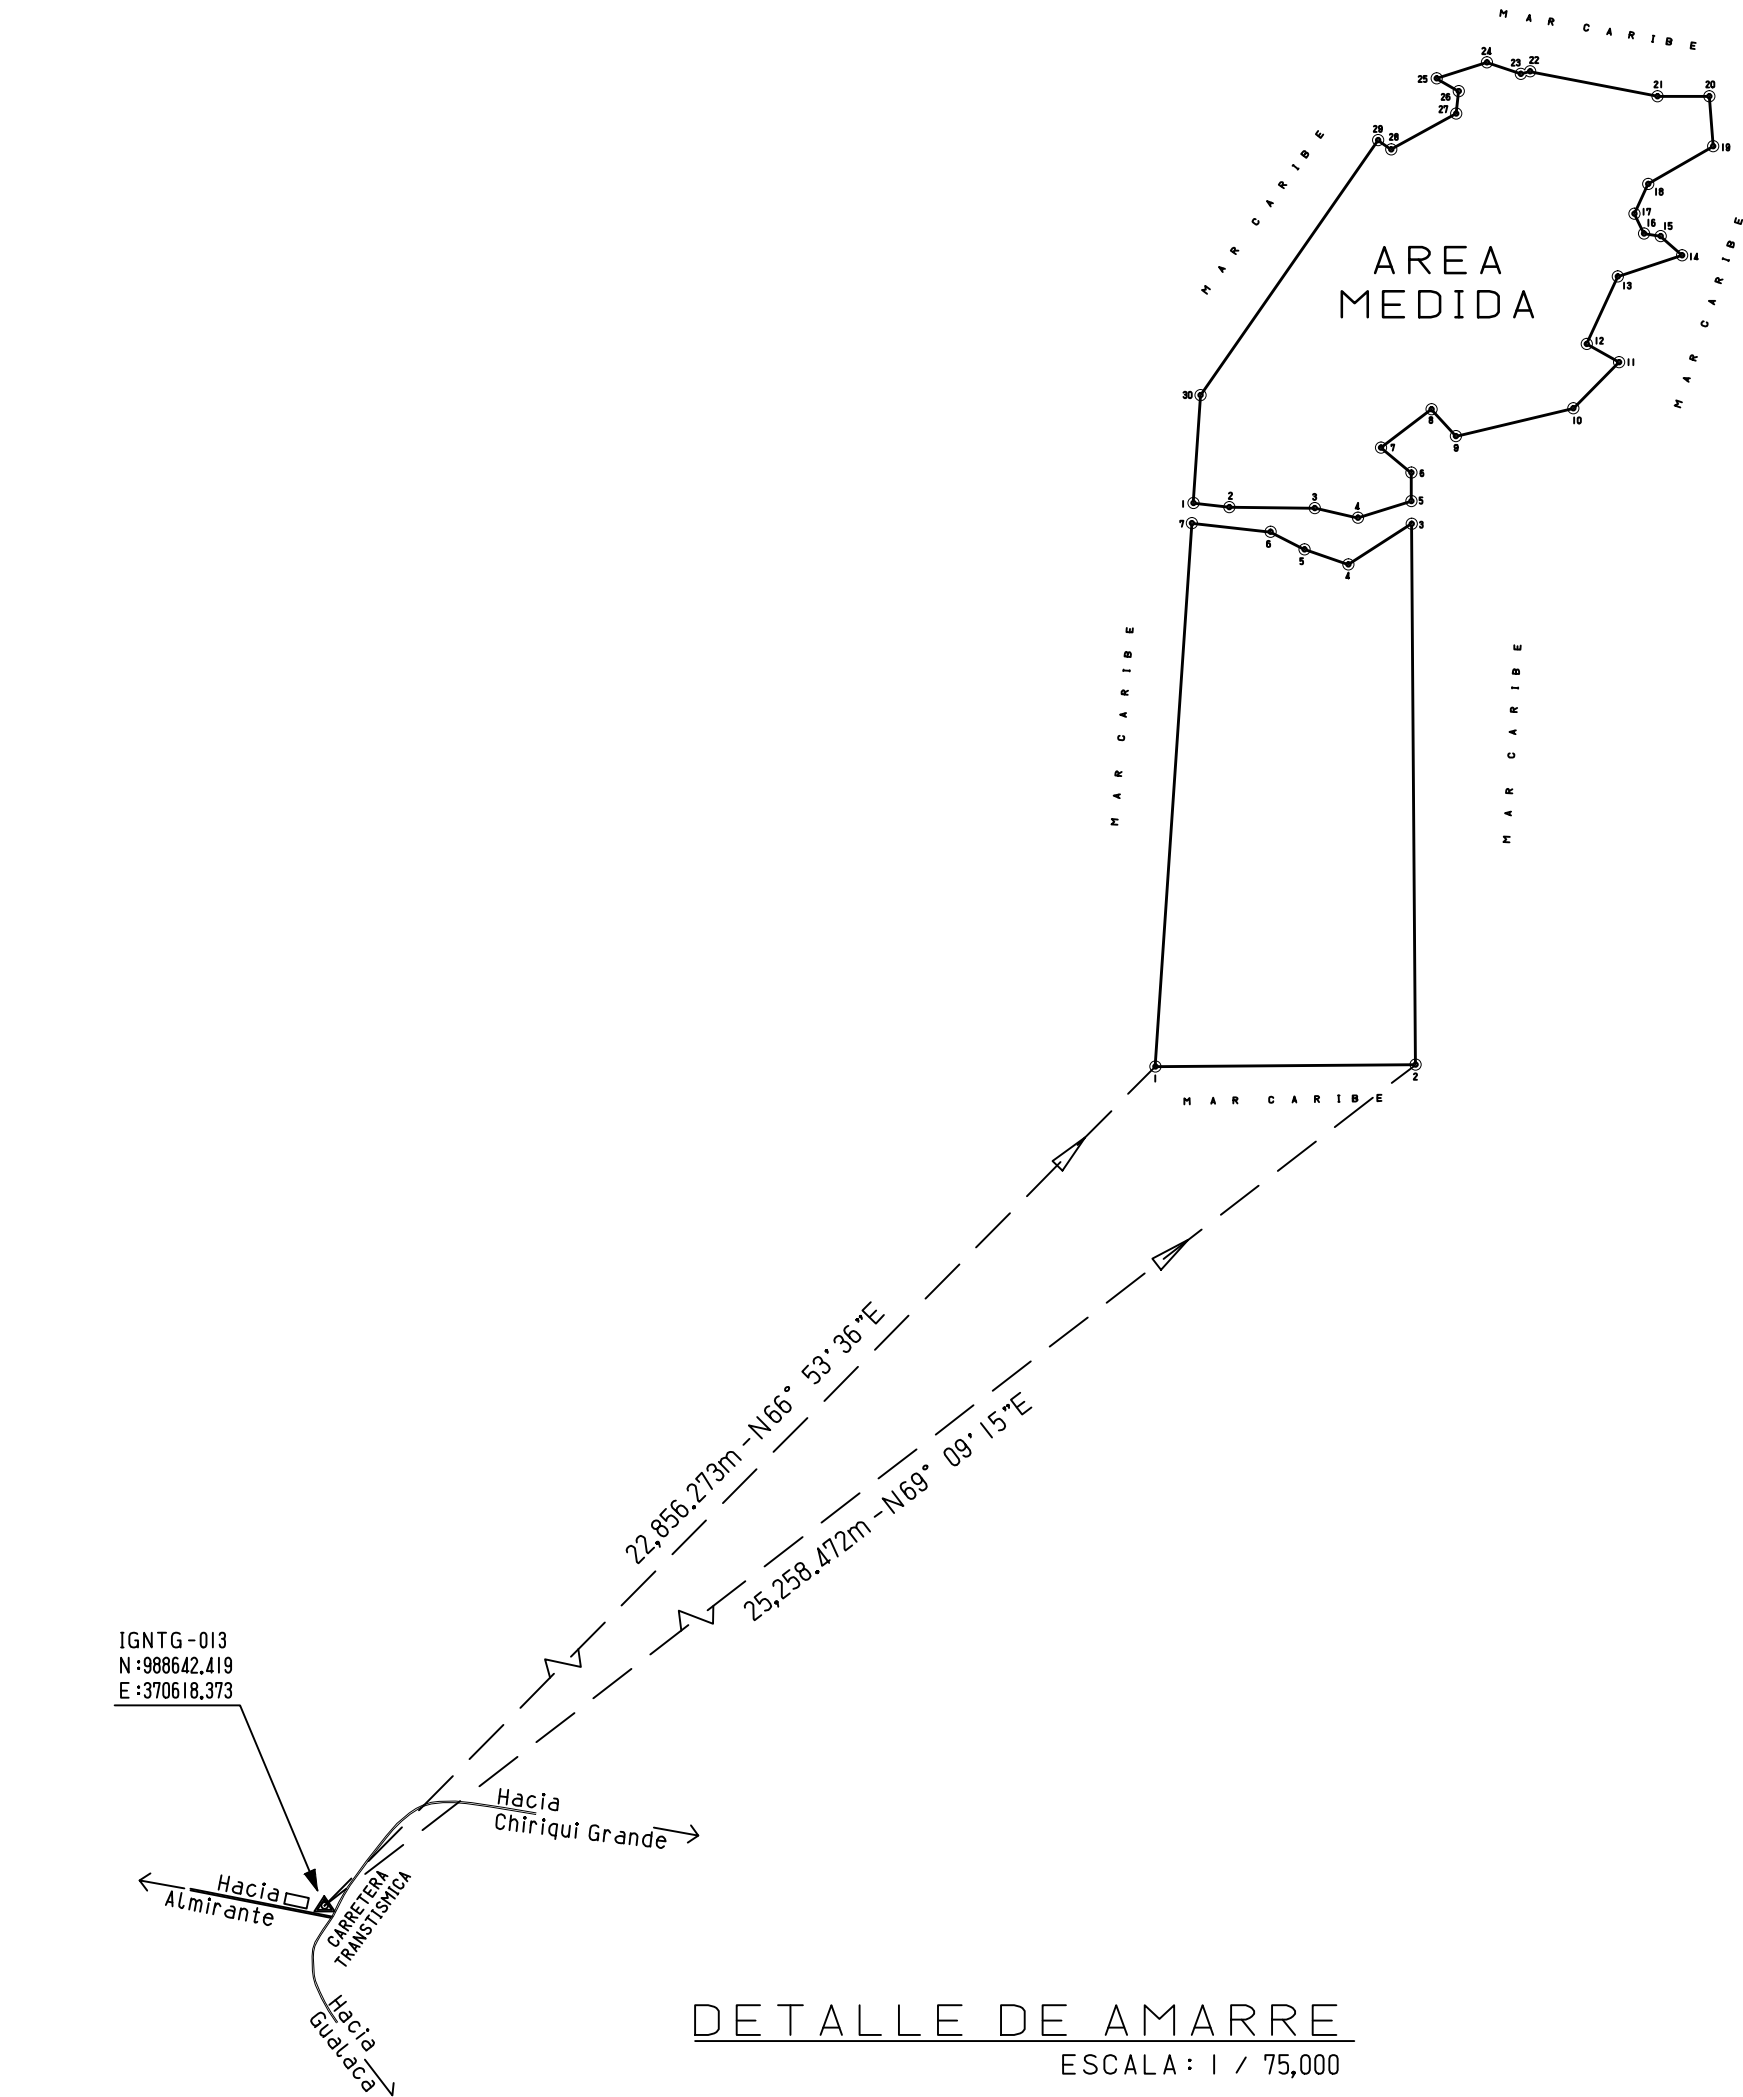 MAR CARIBE
24
23
22
25
26
27
21
20
29
28
19
MAR CARIBE
18
17
16
15
14
MAR CARIBE
AREA
MEDIDA
13
12
11
30
10
8
9
7
6
1
2
3
4
5
7
6
5
4
3
MAR CARIBE
MAR CARIBE
1
2
MAR CARIBE
22,856.273m - N66° 53' 36"E
25,258.472m - N69° 09' 15"E
IGNTG-013
N:988642.419
E:370618.373
Hacia
Chiriqui Grande
Hacia
Almirante
CARRETERA
TRANSTISMICA
Hacia
Gualaca
DETALLE DE AMARRE
ESCALA: 1 / 75,000